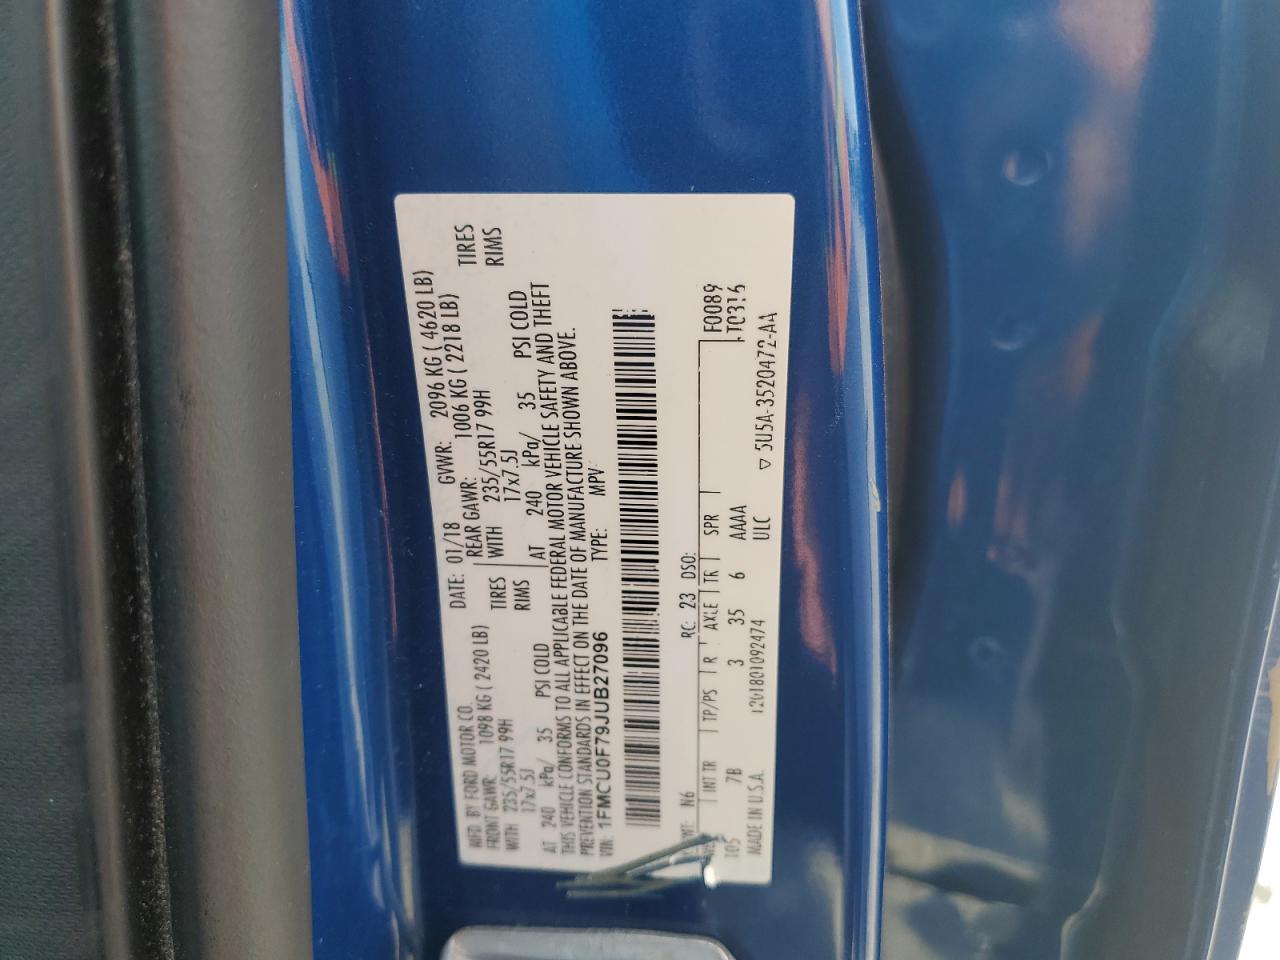 MFD BY FORD MOTOR CO.
DATE: 01/18 GVWR: 2096 KG ( 4620 LB)
FRONT GAWR: 1098 KG ( 2420 LB) REAR GAWR: 1006 KG ( 2218 LB)
WITH 235/55R17 99H TIRES WITH 235/55R17 99H TIRES
17x7.5J RIMS 17x7.5J RIMS
AT 240 kPa/ 35 PSI COLD AT 240 kPa/ 35 PSI COLD
THIS VEHICLE CONFORMS TO ALL APPLICABLE FEDERAL MOTOR VEHICLE SAFETY AND THEFT
PREVENTION STANDARDS IN EFFECT ON THE DATE OF MANUFACTURE SHOWN ABOVE.
VIN: 1FMCU0F79JUB27096 TYPE: MPV
N6 RC: 23 DSO: F0089
INT TR TP/PS R AXLE TR SPR TC316
105 7B 3 35 6 AAAA
MADE IN U.S.A. 1201801092474 ULC ▽ 5U5A-3520472-AA